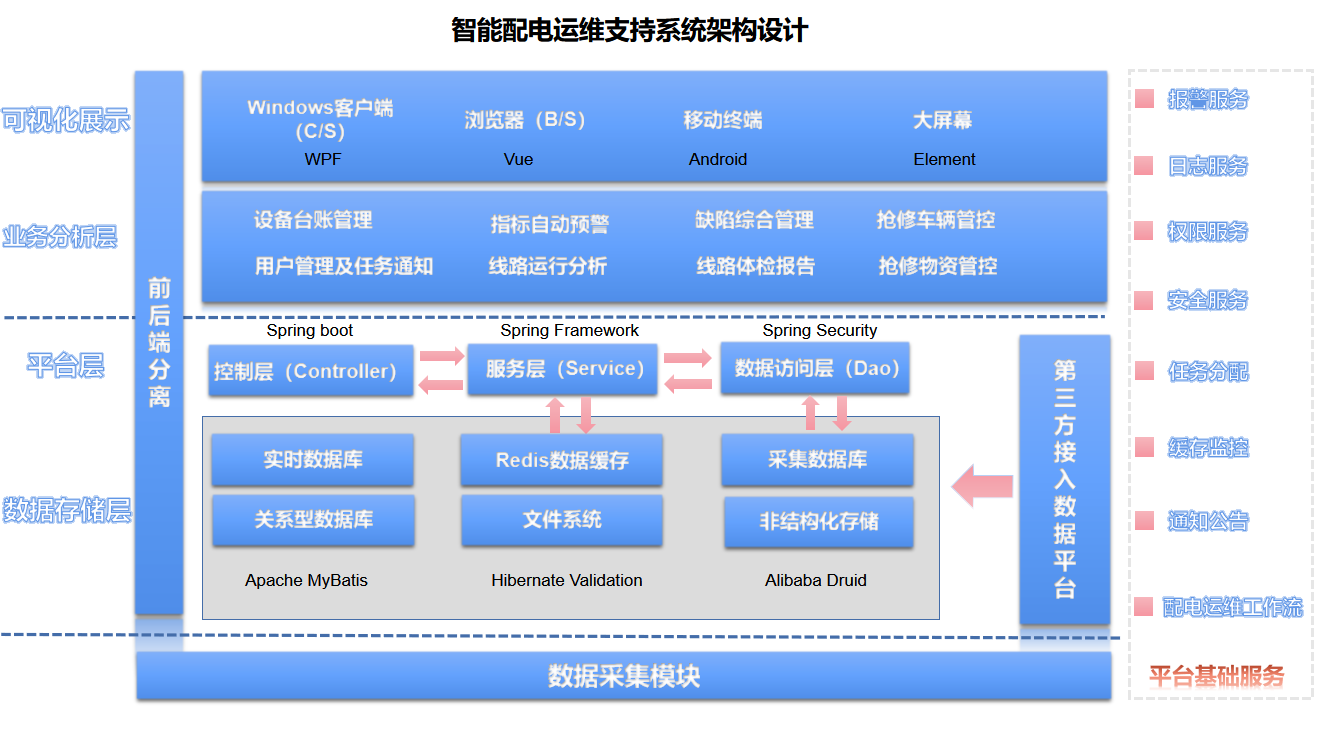 智能配电运维支持系统架构设计
可视化展示
Windows客户端
（C/S）
WPF
浏览器（B/S）
Vue
移动终端
Android
大屏幕
Element
业务分析层
设备台账管理
指标自动预警
缺陷综合管理
抢修车辆管控
用户管理及任务通知
线路运行分析
线路体检报告
抢修物资管控
前后端分离
平台层
Spring boot
Spring Framework
Spring Security
控制层（Controller）
服务层（Service）
数据访问层（Dao）
数据存储层
实时数据库
Redis数据缓存
采集数据库
关系型数据库
文件系统
非结构化存储
Apache MyBatis
Hibernate Validation
Alibaba Druid
第三方接入数据平台
数据采集模块
报警服务
日志服务
权限服务
安全服务
任务分配
缓存监控
通知公告
配电运维工作流
平台基础服务